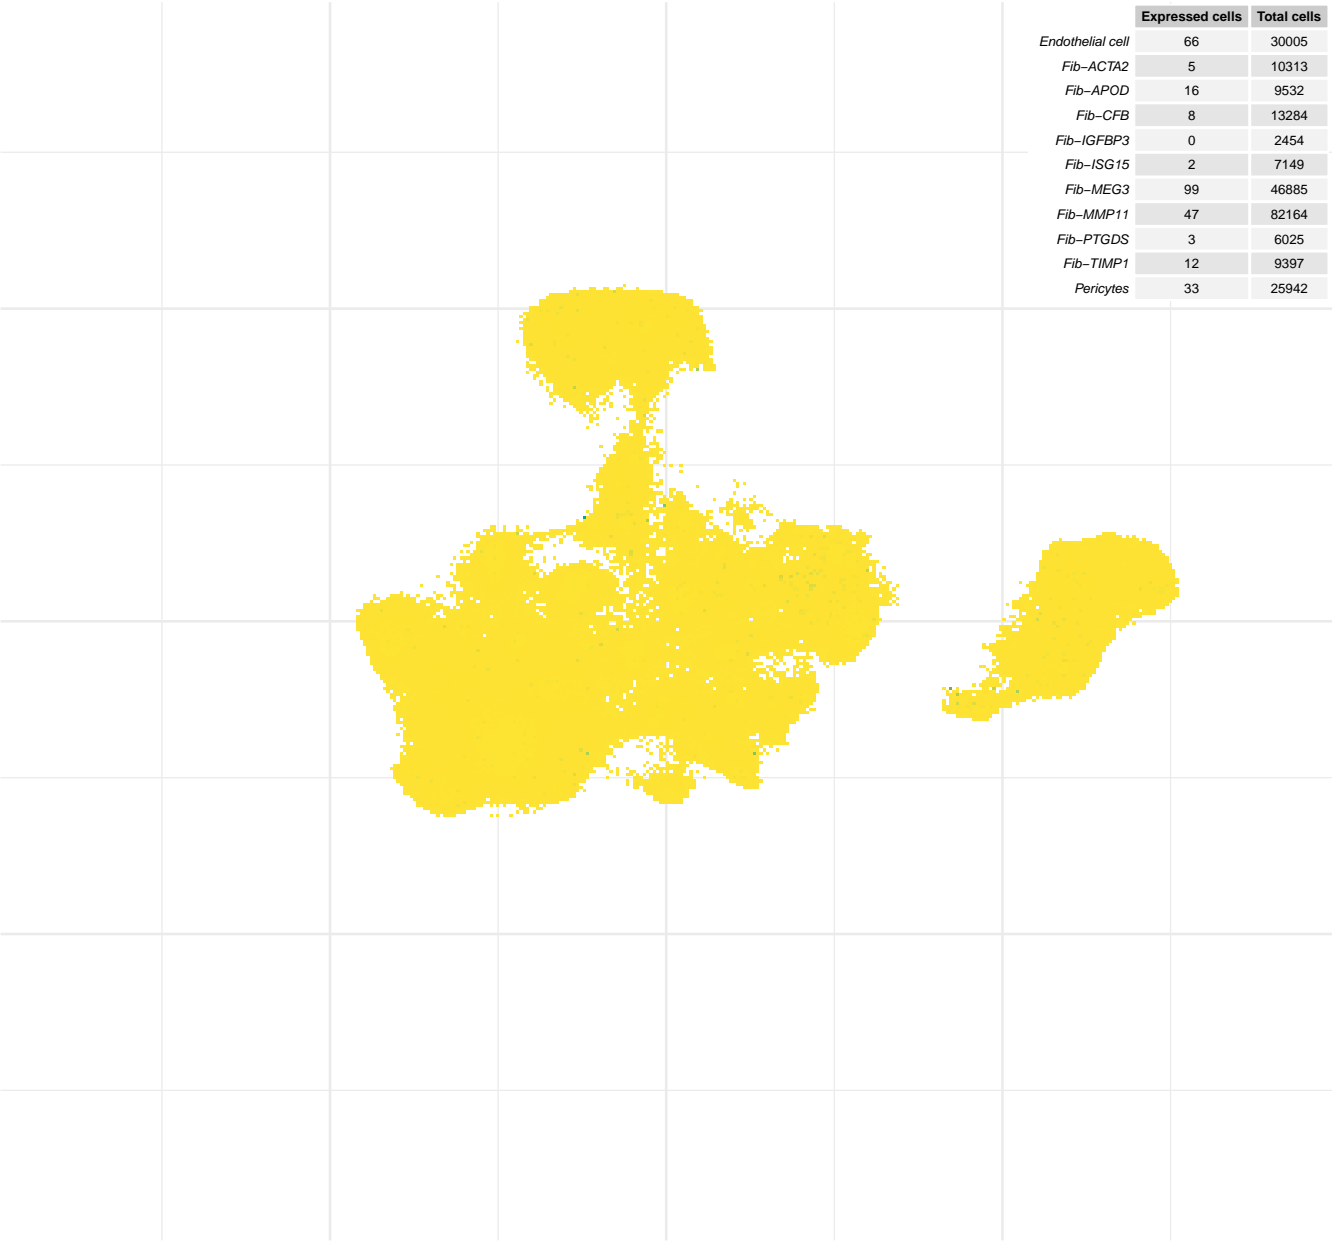 Expressed cells Total cells
Endothelial cell 66 30005
Fib−ACTA2 5 10313
Fib−APOD 16 9532
Fib−CFB 8 13284
Fib−IGFBP3 0 2454
Fib−ISG15 2 7149
Fib−MEG3 99 46885
Fib−MMP11 47 82164
Fib−PTGDS 3 6025
Fib−TIMP1 12 9397
Pericytes 33 25942